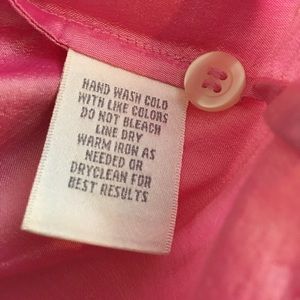 HAND WASH COLD
WITH LIKE COLORS
DO NOT BLEACH
LINE DRY
WARM IRON AS
NEEDED OR
DRYCLEAN FOR
BEST RESULTS